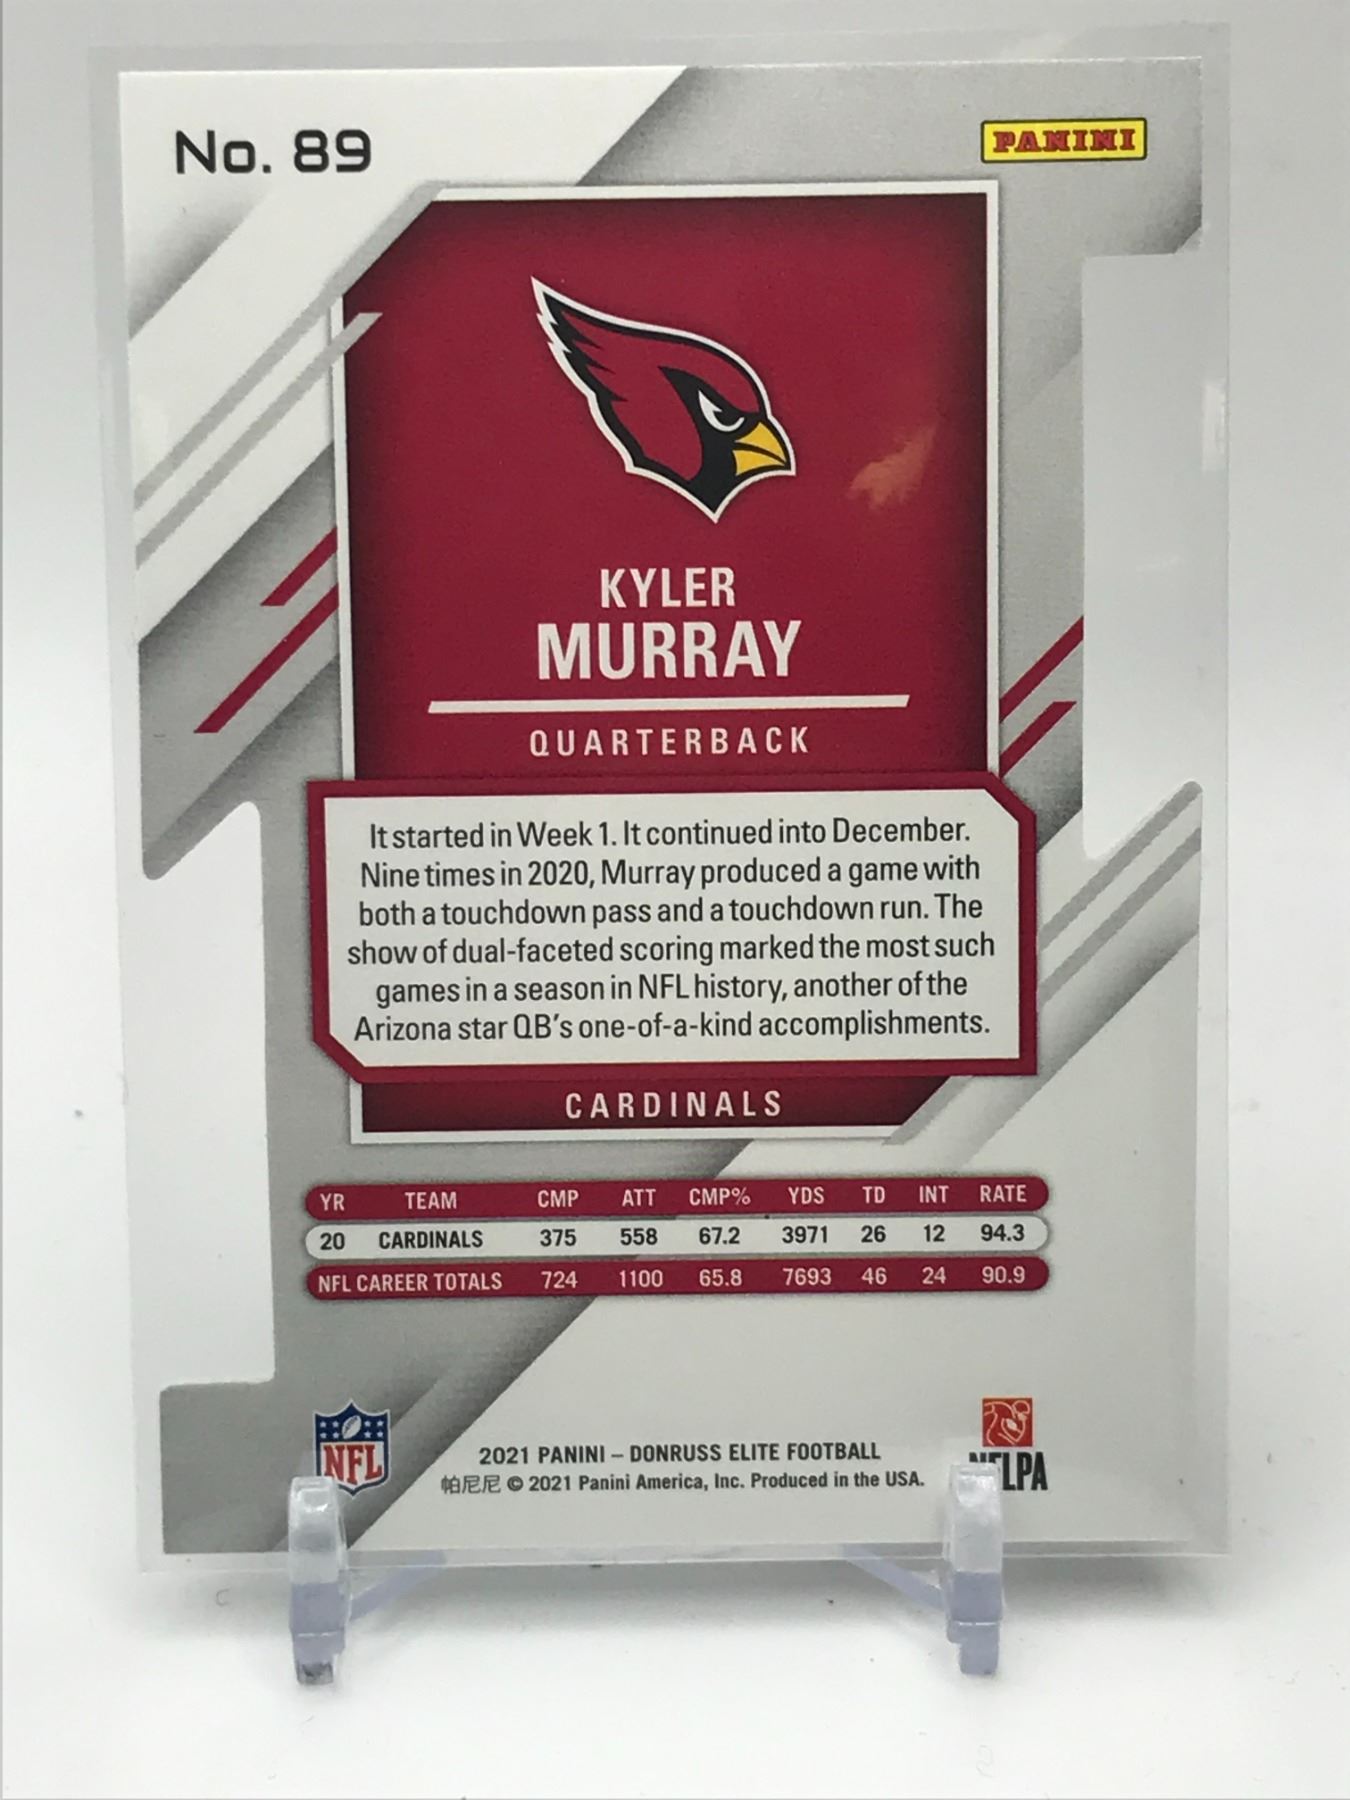 No. 89
PANINI
KYLER
MURRAY
QUARTERBACK
It started in Week 1. It continued into December.
Nine times in 2020, Murray produced a game with
both a touchdown pass and a touchdown run. The
show of dual-faceted scoring marked the most such
games in a season in NFL history, another of the
Arizona star QB's one-of-a-kind accomplishments.
CARDINALS
YR TEAM CMP ATT CMP% YDS TD INT RATE
20 CARDINALS 375 558 67.2 3971 26 12 94.3
NFL CAREER TOTALS 724 1100 65.8 7693 46 24 90.9
NFL
2021 PANINI – DONRUSS ELITE FOOTBALL
帕尼尼 © 2021 Panini America, Inc. Produced in the USA.
NFLPA